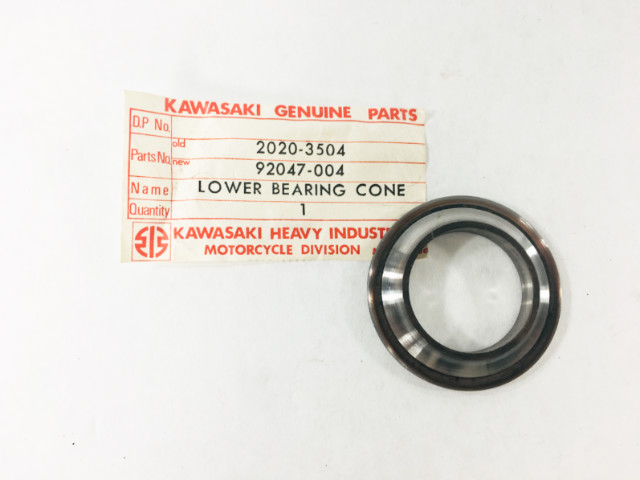 KAWASAKI GENUINE PARTS
D.P No.
old 2020-3504
Parts No. new 92047-004
Name LOWER BEARING CONE
Quantity 1
KAWASAKI HEAVY
MOTORCYCLE DIVISION